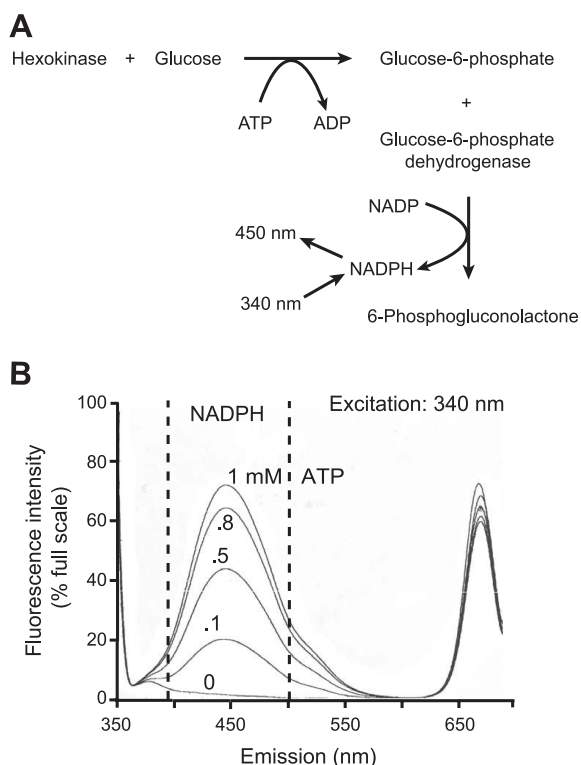 A
Hexokinase + Glucose Glucose-6-phosphate
ATP ADP +
Glucose-6-phosphate
dehydrogenase
NADP
450 nm
NADPH
340 nm
6-Phosphogluconolactone
B
100
NADPH Excitation: 340 nm
80
1 mM ATP
.8
60
.5
40
.1
20
0
0
Fluorescence intensity
(% full scale)
350 450 550 650
Emission (nm)